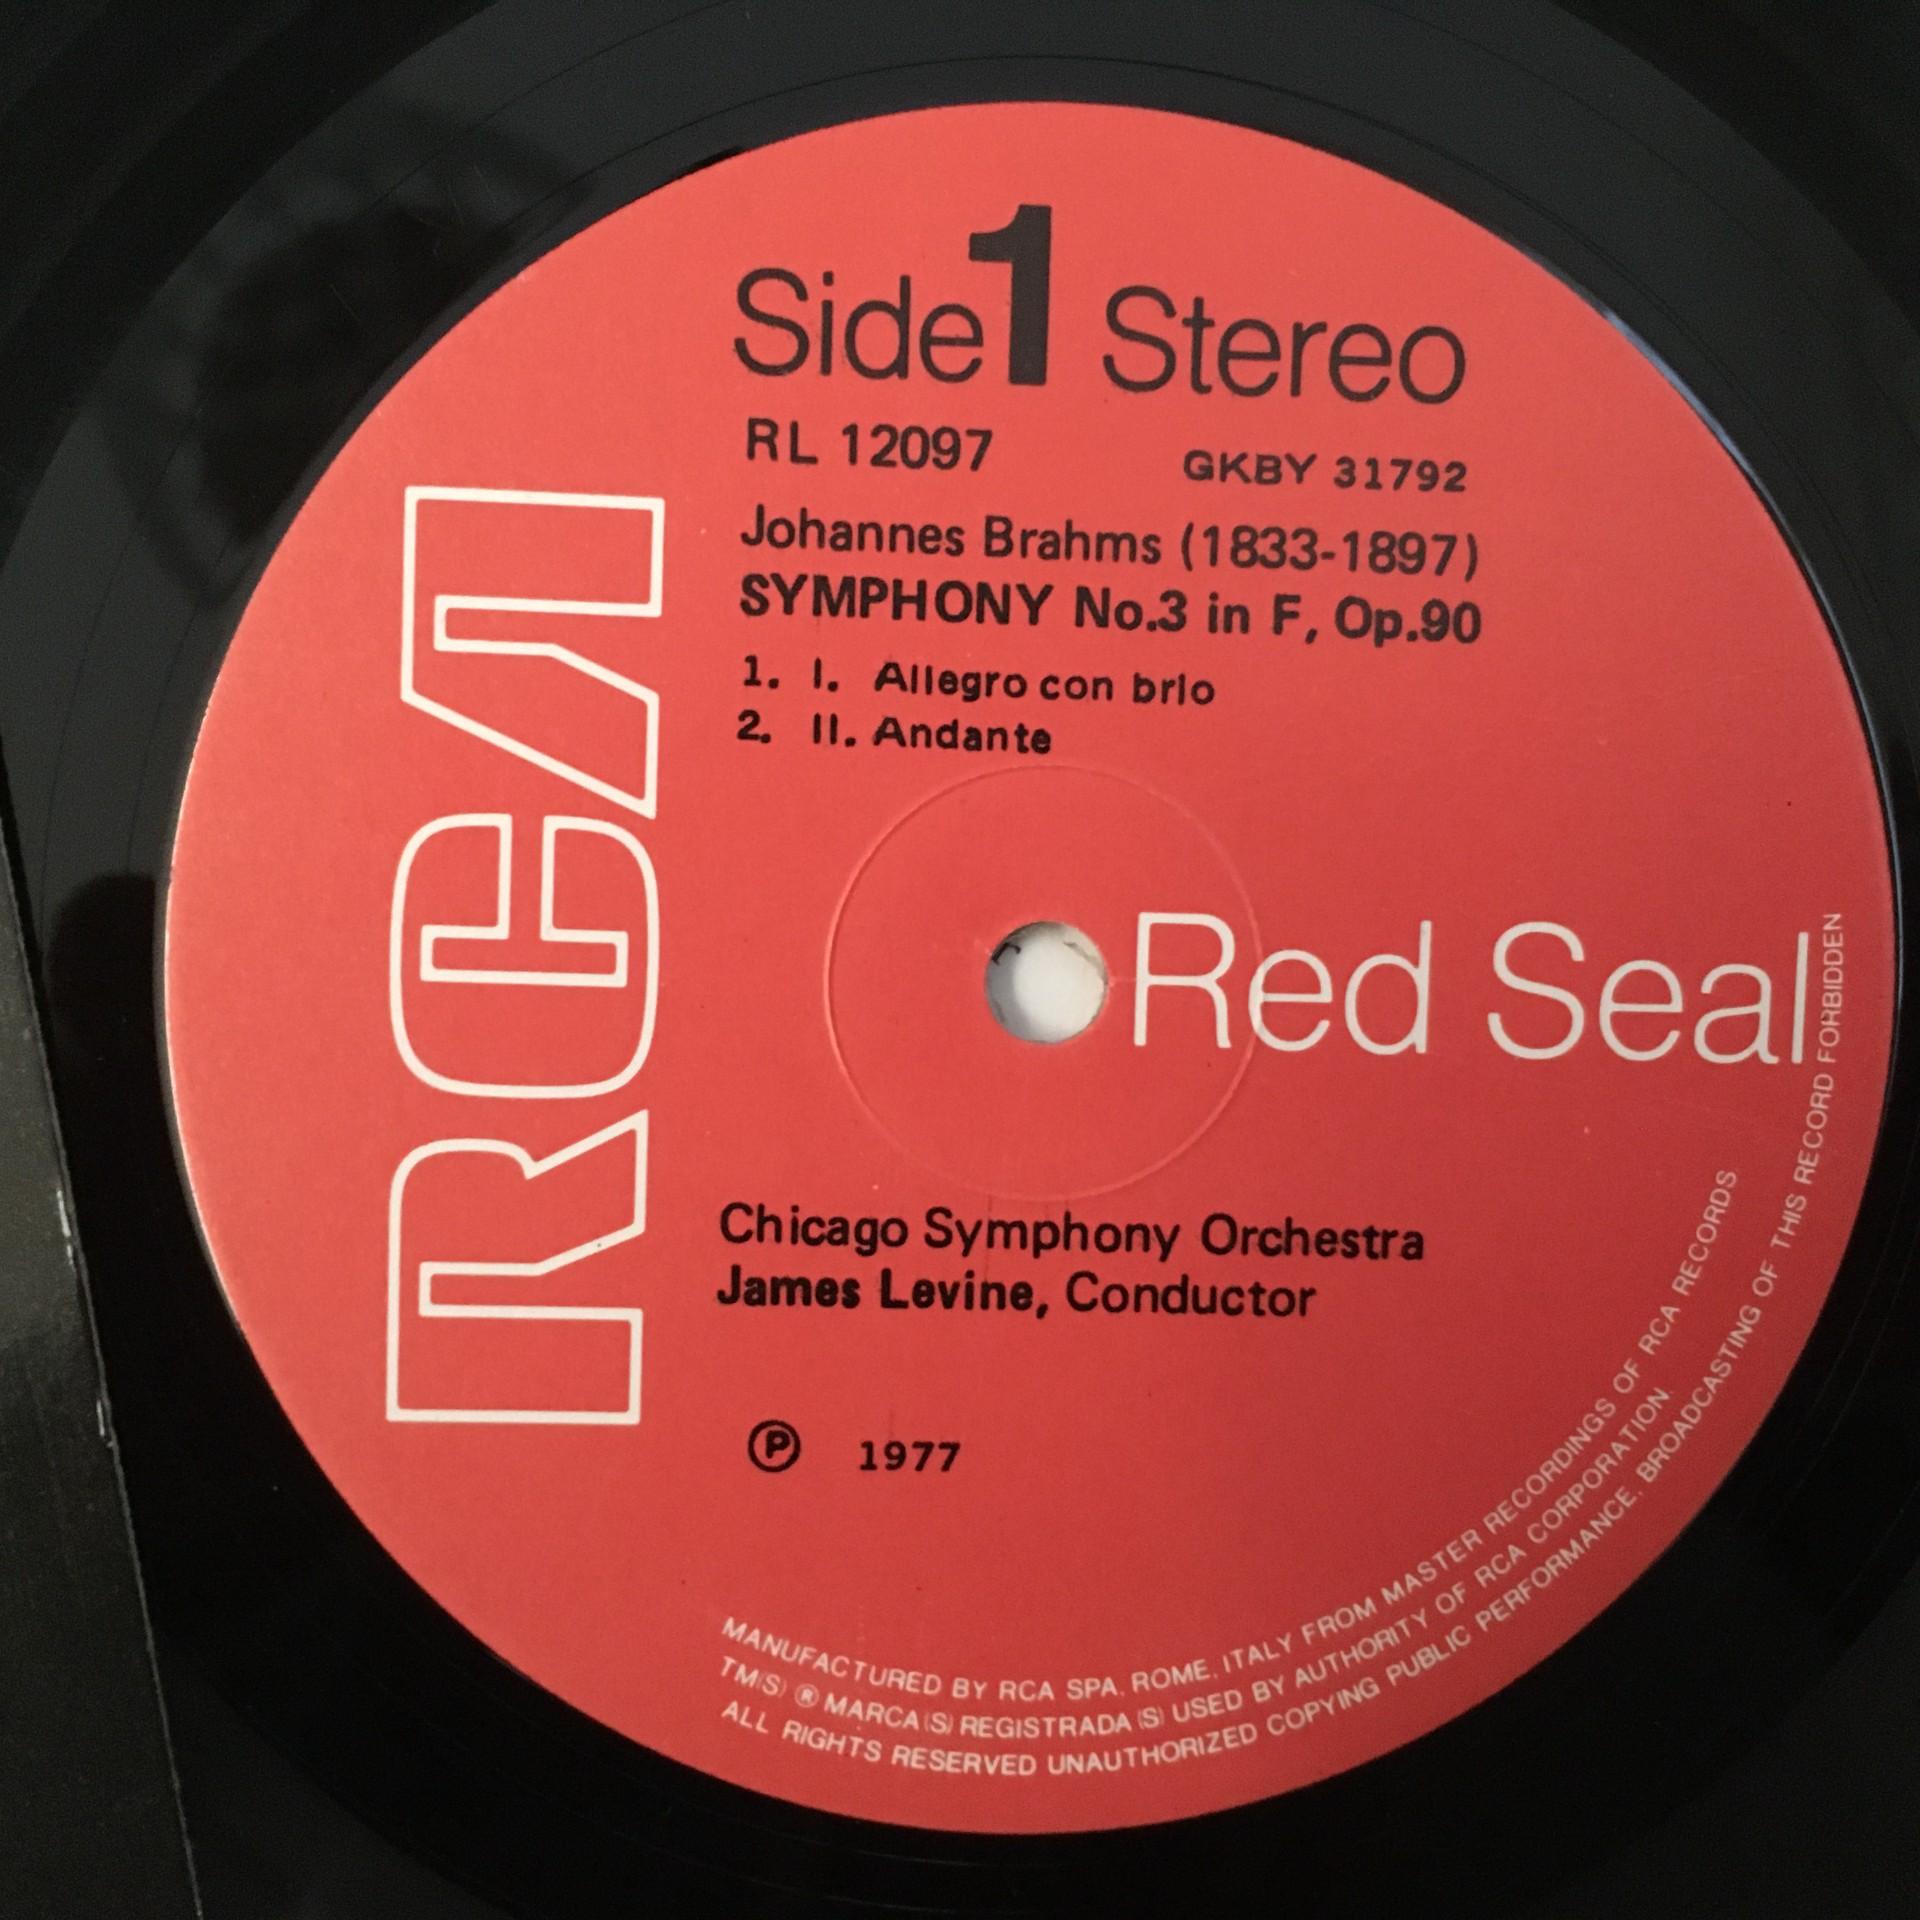 Side 1 Stereo
RL 12097 GKBY 31792
Johannes Brahms (1833-1897)
SYMPHONY No.3 in F, Op.90
1. I. Allegro con brio
2. II. Andante
RCA
Red Seal
Chicago Symphony Orchestra
James Levine, Conductor
Ⓟ 1977
MANUFACTURED BY RCA SPA, ROME, ITALY FROM MASTER RECORDINGS OF RCA RECORDS
TM(S) ® MARCA(S) REGISTRADA(S) USED BY AUTHORITY OF RCA CORPORATION.
ALL RIGHTS RESERVED UNAUTHORIZED COPYING PUBLIC PERFORMANCE, BROADCASTING OF THIS RECORD FORBIDDEN